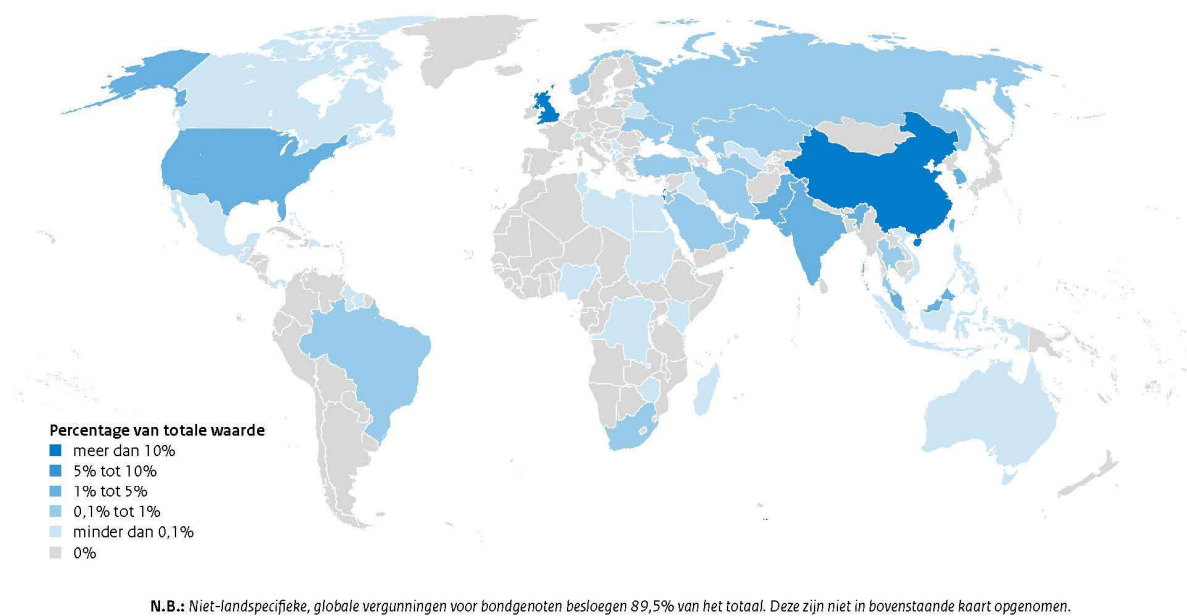 Percentage van totale waarde
meer dan 10%
5% tot 10%
1% tot 5%
0,1% tot 1%
minder dan 0,1%
0%
N.B.: Niet-landspecifieke, globale vergunningen voor bondgenoten besloegen 89,5% van het totaal. Deze zijn niet in bovenstaande kaart opgenomen.